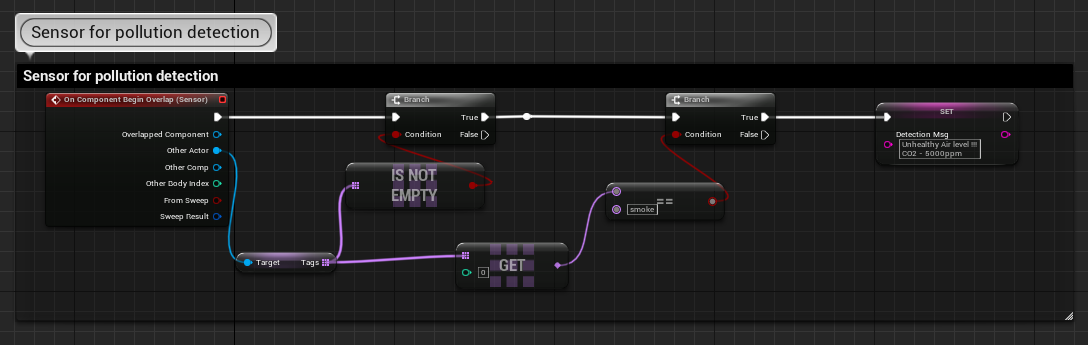 Sensor for pollution detection
Sensor for pollution detection
On Component Begin Overlap (Sensor)
Overlapped Component
Other Actor
Other Comp
Other Body Index
From Sweep
Sweep Result
Branch
True
Condition
False
IS NOT
EMPTY
Target
Tags
GET
0
Branch
True
Condition
False
smoke
==
SET
Detection Msg
Unhealthy Air level !!!
CO2 - 5000ppm